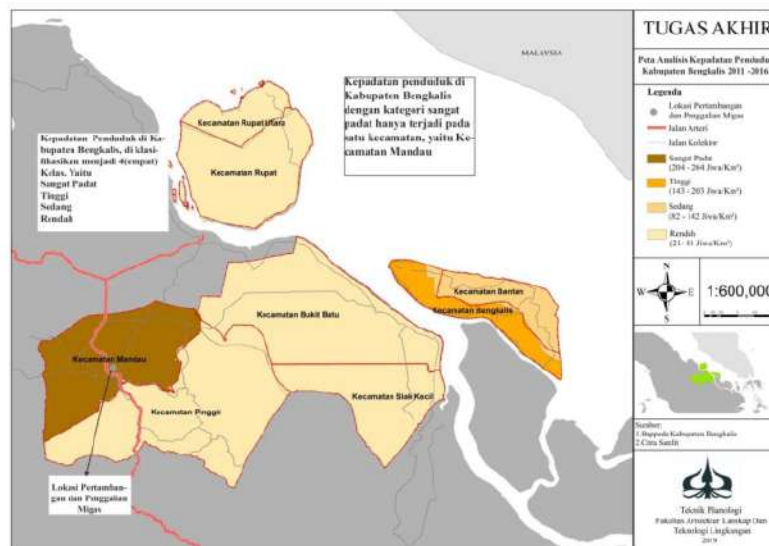 TUGAS AKHIR
Peta Analisis Kepadatan Penduduk
Kabupaten Bengkalis 2011 -2016
Legenda
Lokasi Pertambangan
dan Penggalian Migas
Jalan Arteri
Jalan Kolektor
Sangat Padat
(204 - 264 Jiwa/Km²)
Tinggi
(143 - 203 Jiwa/Km²)
Sedang
(82 - 142 Jiwa/Km²)
Rendah
Jiwa/Km²)
N
W
E
S
1:600,000
Sumber:
1.Bappeda Kabupaten Bengkalis
2.Citra Satelit
Teknik Planologi
Fakultas Arsitektur Lanskap Dan
Teknologi Lingkungan
2019
MALAYSIA
Kepadatan penduduk di
Kabupaten Bengkalis
dengan kategori sangat
padat hanya terjadi pada
satu kecamatan, yaitu Ke-
camatan Mandau
Kepadatan Penduduk di Ka-
bupaten Bengkalis, di klasi-
fikasikan menjadi 4(empat)
Kelas. Yaitu
Sangat Padat
Tinggi
Sedang
Rendah
Kecamatan Rupat Utara
Kecamatan Rupat
Kecamatan Bantan
Kecamatan Bengkalis
Kecamatan Bukit Batu
Kecamatan Mandau
Kecamatan Siak Kecil
Kecamatan Pinggir
Lokasi Pertamban-
gan dan Penggalian
Migas